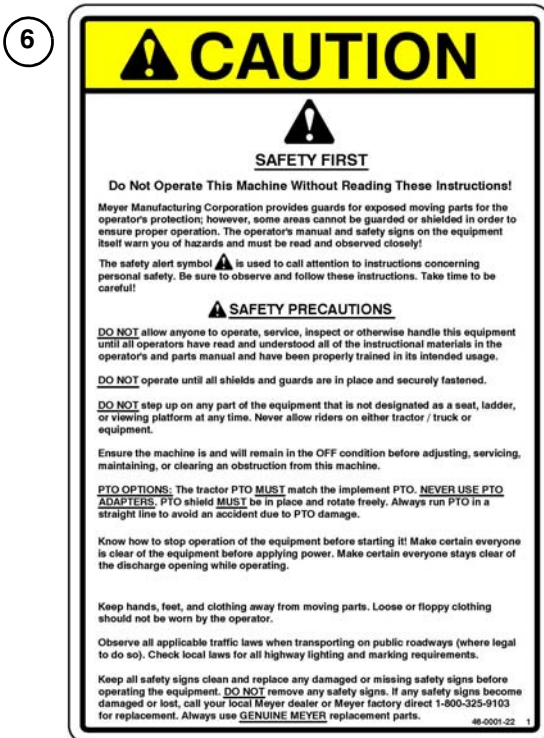 6
CAUTION
SAFETY FIRST
Do Not Operate This Machine Without Reading These Instructions!
Meyer Manufacturing Corporation provides guards for exposed moving parts for the
operator's protection; however, some areas cannot be guarded or shielded in order to
ensure proper operation. The operator's manual and safety signs on the equipment
itself warn you of hazards and must be read and observed closely!
The safety alert symbol is used to call attention to instructions concerning
personal safety. Be sure to observe and follow these instructions. Take time to be
careful!
SAFETY PRECAUTIONS
DO NOT allow anyone to operate, service, inspect or otherwise handle this equipment
until all operators have read and understood all of the instructional materials in the
operator's and parts manual and have been properly trained in its intended usage.
DO NOT operate until all shields and guards are in place and securely fastened.
DO NOT step up on any part of the equipment that is not designated as a seat, ladder,
or viewing platform at any time. Never allow riders on either tractor / truck or
equipment.
Ensure the machine is and will remain in the OFF condition before adjusting, servicing,
maintaining, or clearing an obstruction from this machine.
PTO OPTIONS: The tractor PTO MUST match the implement PTO. NEVER USE PTO
ADAPTERS. PTO shield MUST be in place and rotate freely. Always run PTO in a
straight line to avoid an accident due to PTO damage.
Know how to stop operation of the equipment before starting it! Make certain everyone
is clear of the equipment before applying power. Make certain everyone stays clear of
the discharge opening while operating.
Keep hands, feet, and clothing away from moving parts. Loose or floppy clothing
should not be worn by the operator.
Observe all applicable traffic laws when transporting on public roadways (where legal
to do so). Check local laws for all highway lighting and marking requirements.
Keep all safety signs clean and replace any damaged or missing safety signs before
operating the equipment. DO NOT remove any safety signs. If any safety signs become
damaged or lost, call your local Meyer dealer or Meyer factory direct 1-800-325-9103
for replacement. Always use GENUINE MEYER replacement parts.
46-0001-22 1